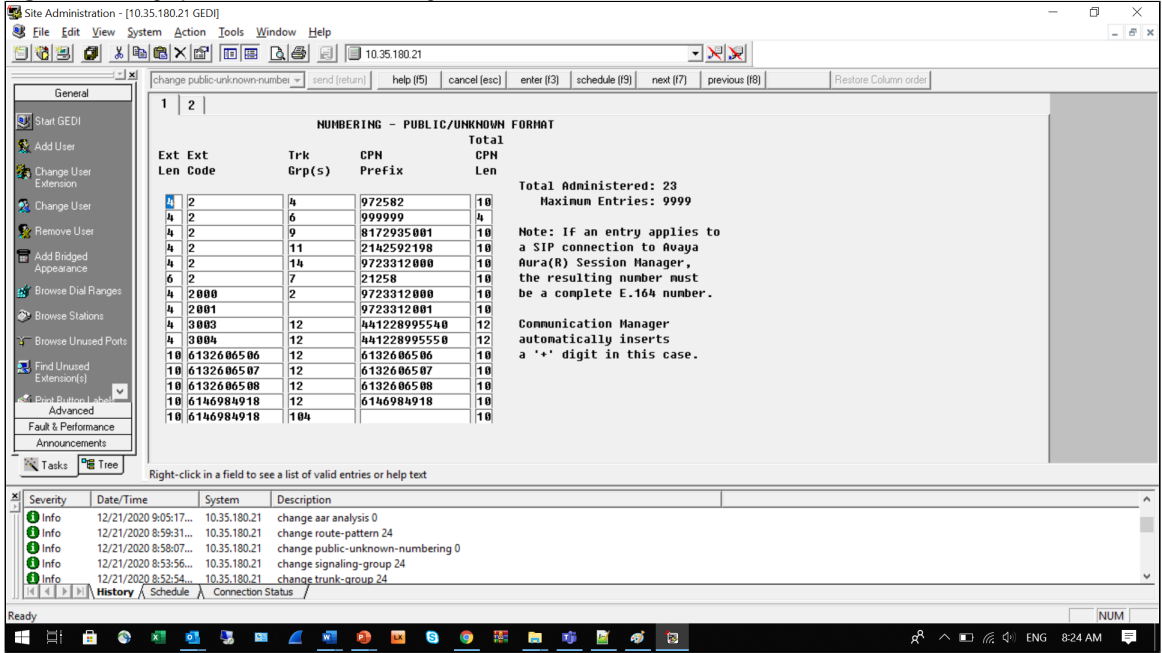 Site Administration - [10.35.180.21 GEDI]
File Edit View System Action Tools Window Help
10.35.180.21
General
Start GEDI
Add User
Change User
Extension
Change User
Remove User
Add Bridged
Appearance
Browse Dial Ranges
Browse Stations
Browse Unused Ports
Find Unused
Extension(s)
Print Button Label
Advanced
Fault & Performance
Announcements
Tasks Tree
change public-unknown-number send (return) help (f5) cancel (esc) enter (f3) schedule (f9) next (f7) previous (f8) Restore Column order
1 2
NUMBERING - PUBLIC/UNKNOWN FORMAT
Total
Ext Ext Trk CPN CPN
Len Code Grp(s) Prefix Len
Total Administered: 23
4 2 4 972582 10 Maximum Entries: 9999
4 2 6 999999 4
4 2 9 8172935001 10 Note: If an entry applies to
4 2 11 2142592198 10 a SIP connection to Avaya
4 2 14 9723312000 10 Aura(R) Session Manager,
6 2 7 21258 10 the resulting number must
4 2000 2 9723312000 10 be a complete E.164 number.
4 2001 9723312001 10
4 3003 12 441228995540 12 Communication Manager
4 3004 12 441228995550 12 automatically inserts
10 6132606506 12 6132606506 10 a '+' digit in this case.
10 6132606507 12 6132606507 10
10 6132606508 12 6132606508 10
10 6146984918 12 6146984918 10
10 6146984918 104 10
Right-click in a field to see a list of valid entries or help text
Severity Date/Time System Description
Info 12/21/2020 9:05:17... 10.35.180.21 change aar analysis 0
Info 12/21/2020 8:59:31... 10.35.180.21 change route-pattern 24
Info 12/21/2020 8:58:07... 10.35.180.21 change public-unknown-numbering 0
Info 12/21/2020 8:53:56... 10.35.180.21 change signaling-group 24
Info 12/21/2020 8:52:54... 10.35.180.21 change trunk-group 24
History Schedule Connection Status
Ready NUM
ENG 8:24 AM